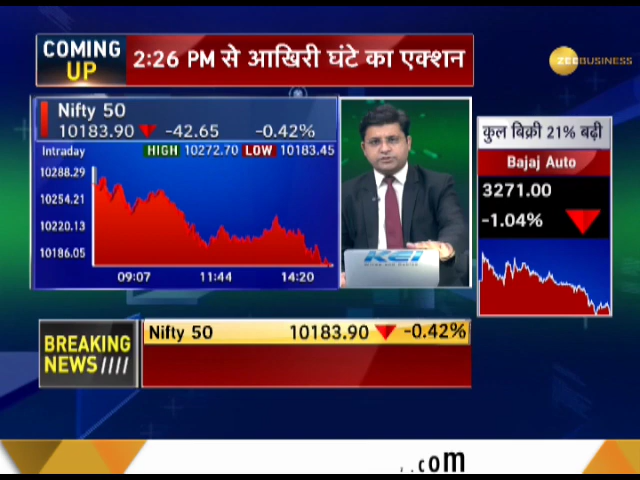 COMING
UP
2:26 PM से आखिरी घंटे का एक्शन
ZEEBUSINESS
Nifty 50
10183.90 -42.65 -0.42%
Intraday HIGH 10272.70 LOW 10183.45
10288.29
10254.21
10220.13
10186.05
09:07 11:44 14:20
KEI
कुल बिक्री 21% बढ़ी
Bajaj Auto
3271.00
-1.04%
BREAKING
NEWS ////
Nifty 50 10183.90 -0.42%
.com